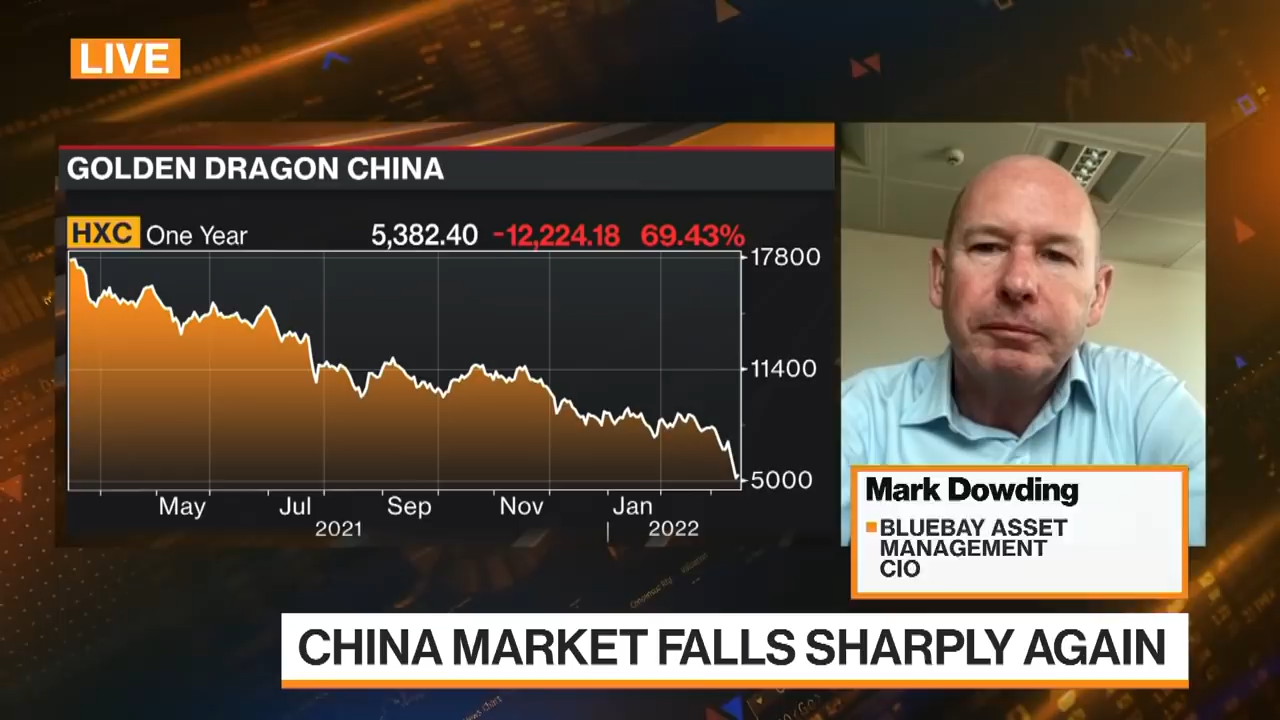 LIVE
GOLDEN DRAGON CHINA
HXC One Year 5,382.40 -12,224.18 69.43%
17800
11400
5000
May Jul Sep Nov Jan
2021 2022
Mark Dowding
BLUEBAY ASSET
MANAGEMENT
CIO
CHINA MARKET FALLS SHARPLY AGAIN